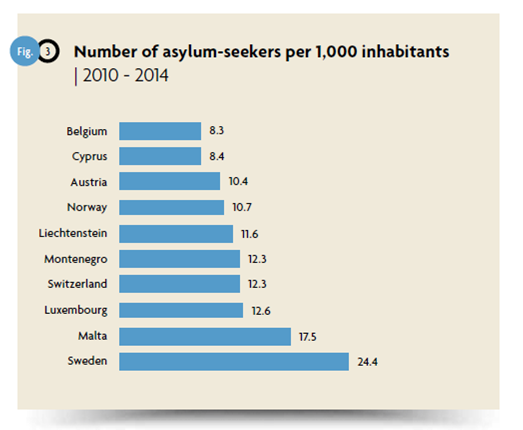 Fig. 3
Number of asylum-seekers per 1,000 inhabitants
| 2010 - 2014
Belgium 8.3
Cyprus 8.4
Austria 10.4
Norway 10.7
Liechtenstein 11.6
Montenegro 12.3
Switzerland 12.3
Luxembourg 12.6
Malta 17.5
Sweden 24.4